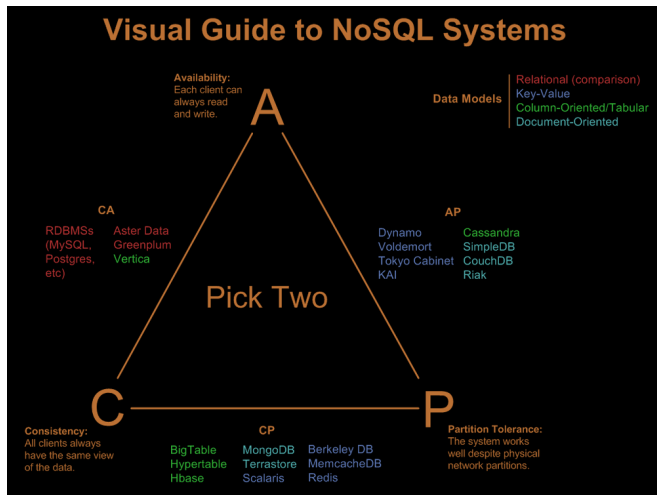 Visual Guide to NoSQL Systems
Availability:
Each client can
always read
and write.
A
Data Models
Relational (comparison)
Key-Value
Column-Oriented/Tabular
Document-Oriented
CA
RDBMSs
(MySQL,
Postgres,
etc)
Aster Data
Greenplum
Vertica
AP
Dynamo
Voldemort
Tokyo Cabinet
KAI
Cassandra
SimpleDB
CouchDB
Riak
Pick Two
C
Consistency:
All clients always
have the same view
of the data.
CP
BigTable
Hypertable
Hbase
MongoDB
Terrastore
Scalaris
Berkeley DB
MemcacheDB
Redis
P
Partition Tolerance:
The system works
well despite physical
network partitions.